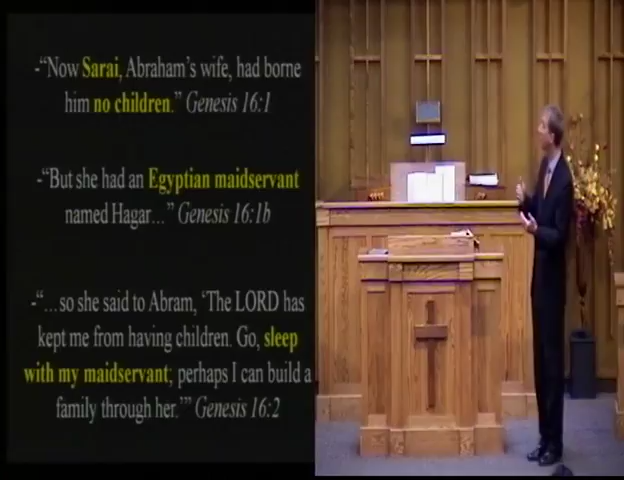 -“Now Sarai, Abraham’s wife, had borne
him no children.” Genesis 16:1
-“But she had an Egyptian maidservant
named Hagar…” Genesis 16:1b
-“…so she said to Abram, ‘The LORD has
kept me from having children. Go, sleep
with my maidservant; perhaps I can build a
family through her.’” Genesis 16:2